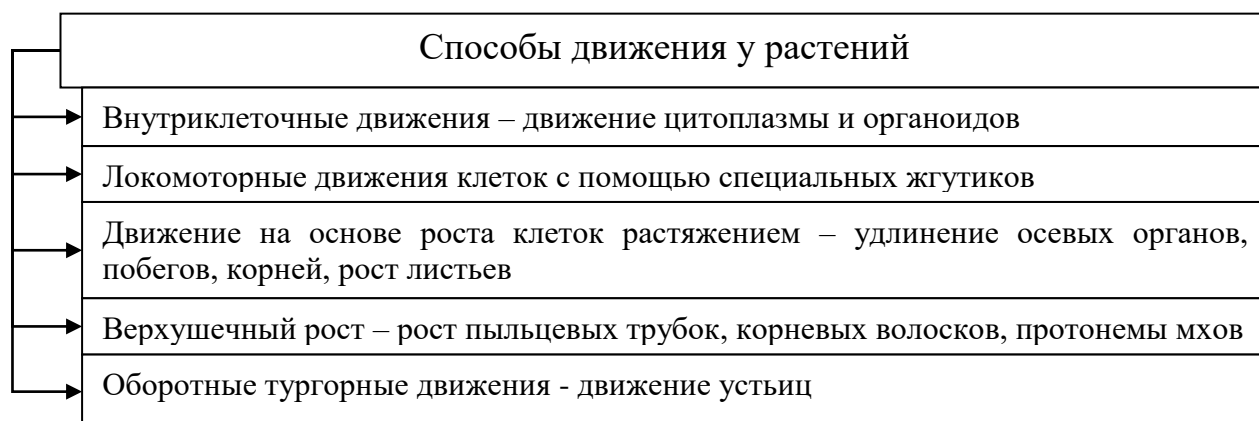 Способы движения у растений
Внутриклеточные движения – движение цитоплазмы и органоидов
Локомоторные движения клеток с помощью специальных жгутиков
Движение на основе роста клеток растяжением – удлинение осевых органов,
побегов, корней, рост листьев
Верхушечный рост – рост пыльцевых трубок, корневых волосков, протонемы мхов
Оборотные тургорные движения - движение устьиц